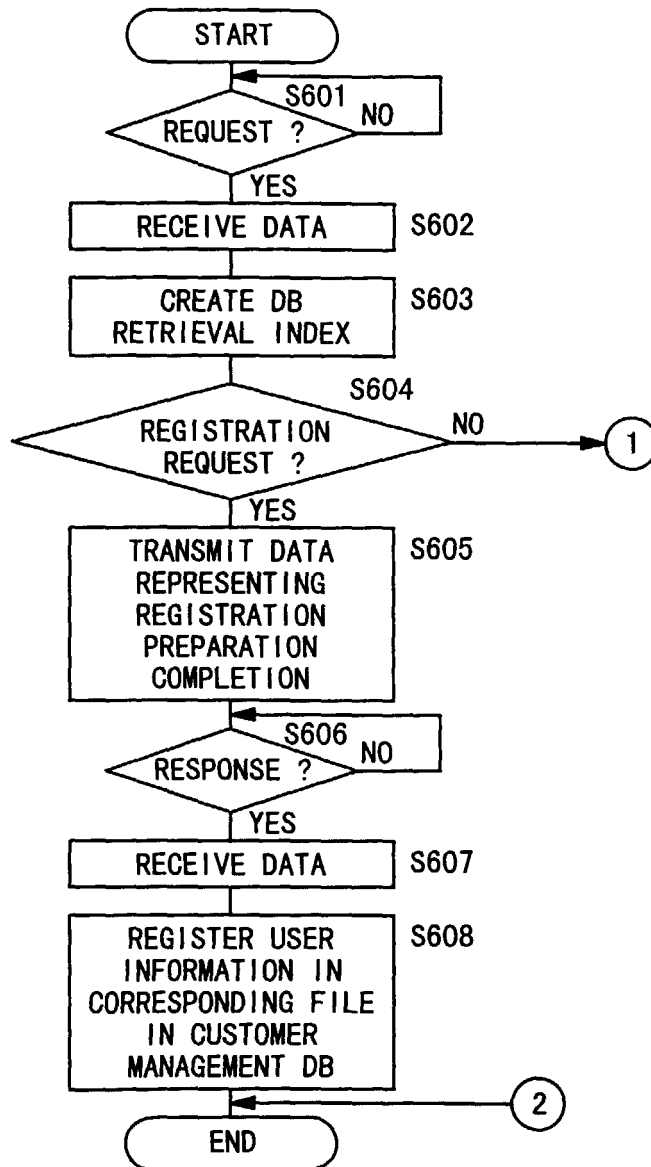 START
S601
REQUEST ?
NO
YES
RECEIVE DATA
S602
CREATE DB
RETRIEVAL INDEX
S603
S604
REGISTRATION
REQUEST ?
NO
1
YES
TRANSMIT DATA
REPRESENTING
REGISTRATION
PREPARATION
COMPLETION
S605
S606
RESPONSE ?
NO
YES
RECEIVE DATA
S607
REGISTER USER
INFORMATION IN
CORRESPONDING FILE
IN CUSTOMER
MANAGEMENT DB
S608
2
END